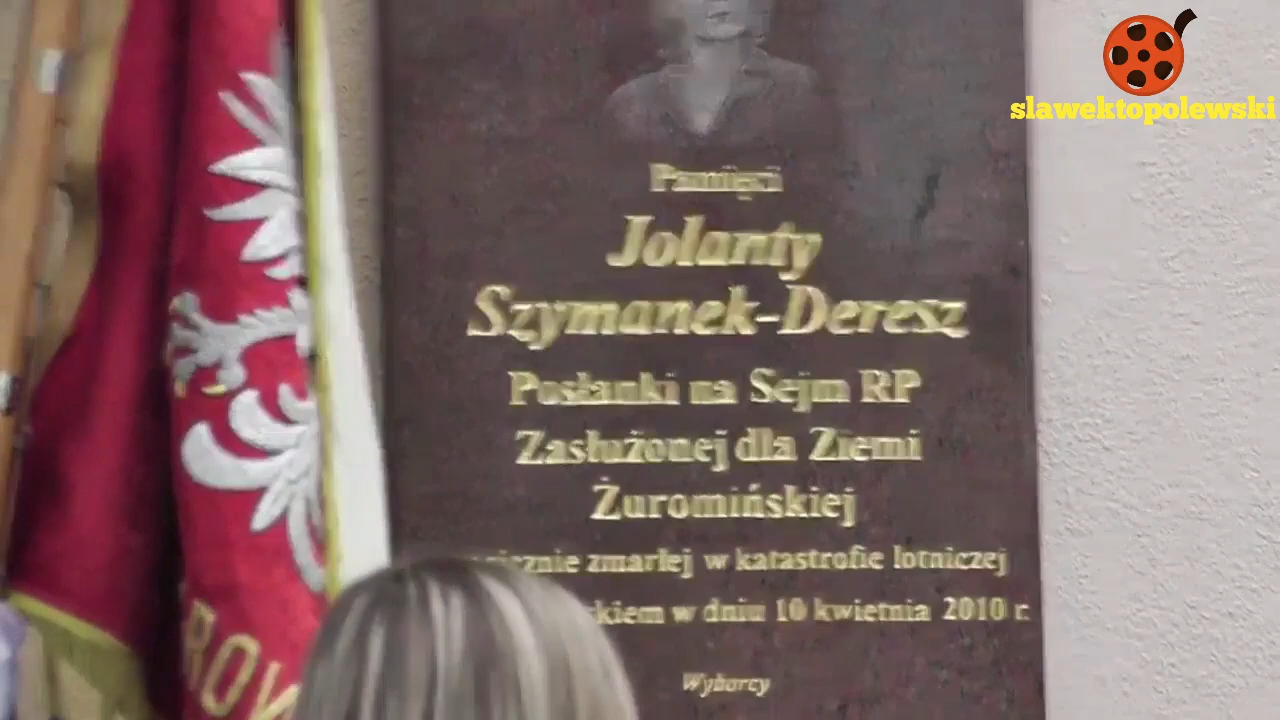 slawektopolewski
Pamięci
Jolanty
Szymanek-Deresz
Posłanki na Sejm RP
Zasłużonej dla Ziemi
Żuromińskiej
zmarłej w katastrofie lotniczej
w dniu 10 kwietnia 2010 r.
Wyborcy